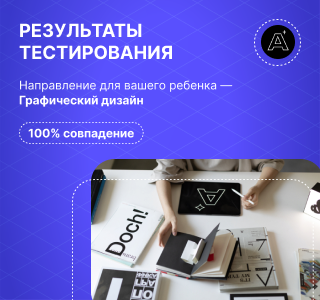 РЕЗУЛЬТАТЫ
ТЕСТИРОВАНИЯ
Направление для вашего ребенка —
Графический дизайн
100% совпадение
Doch!